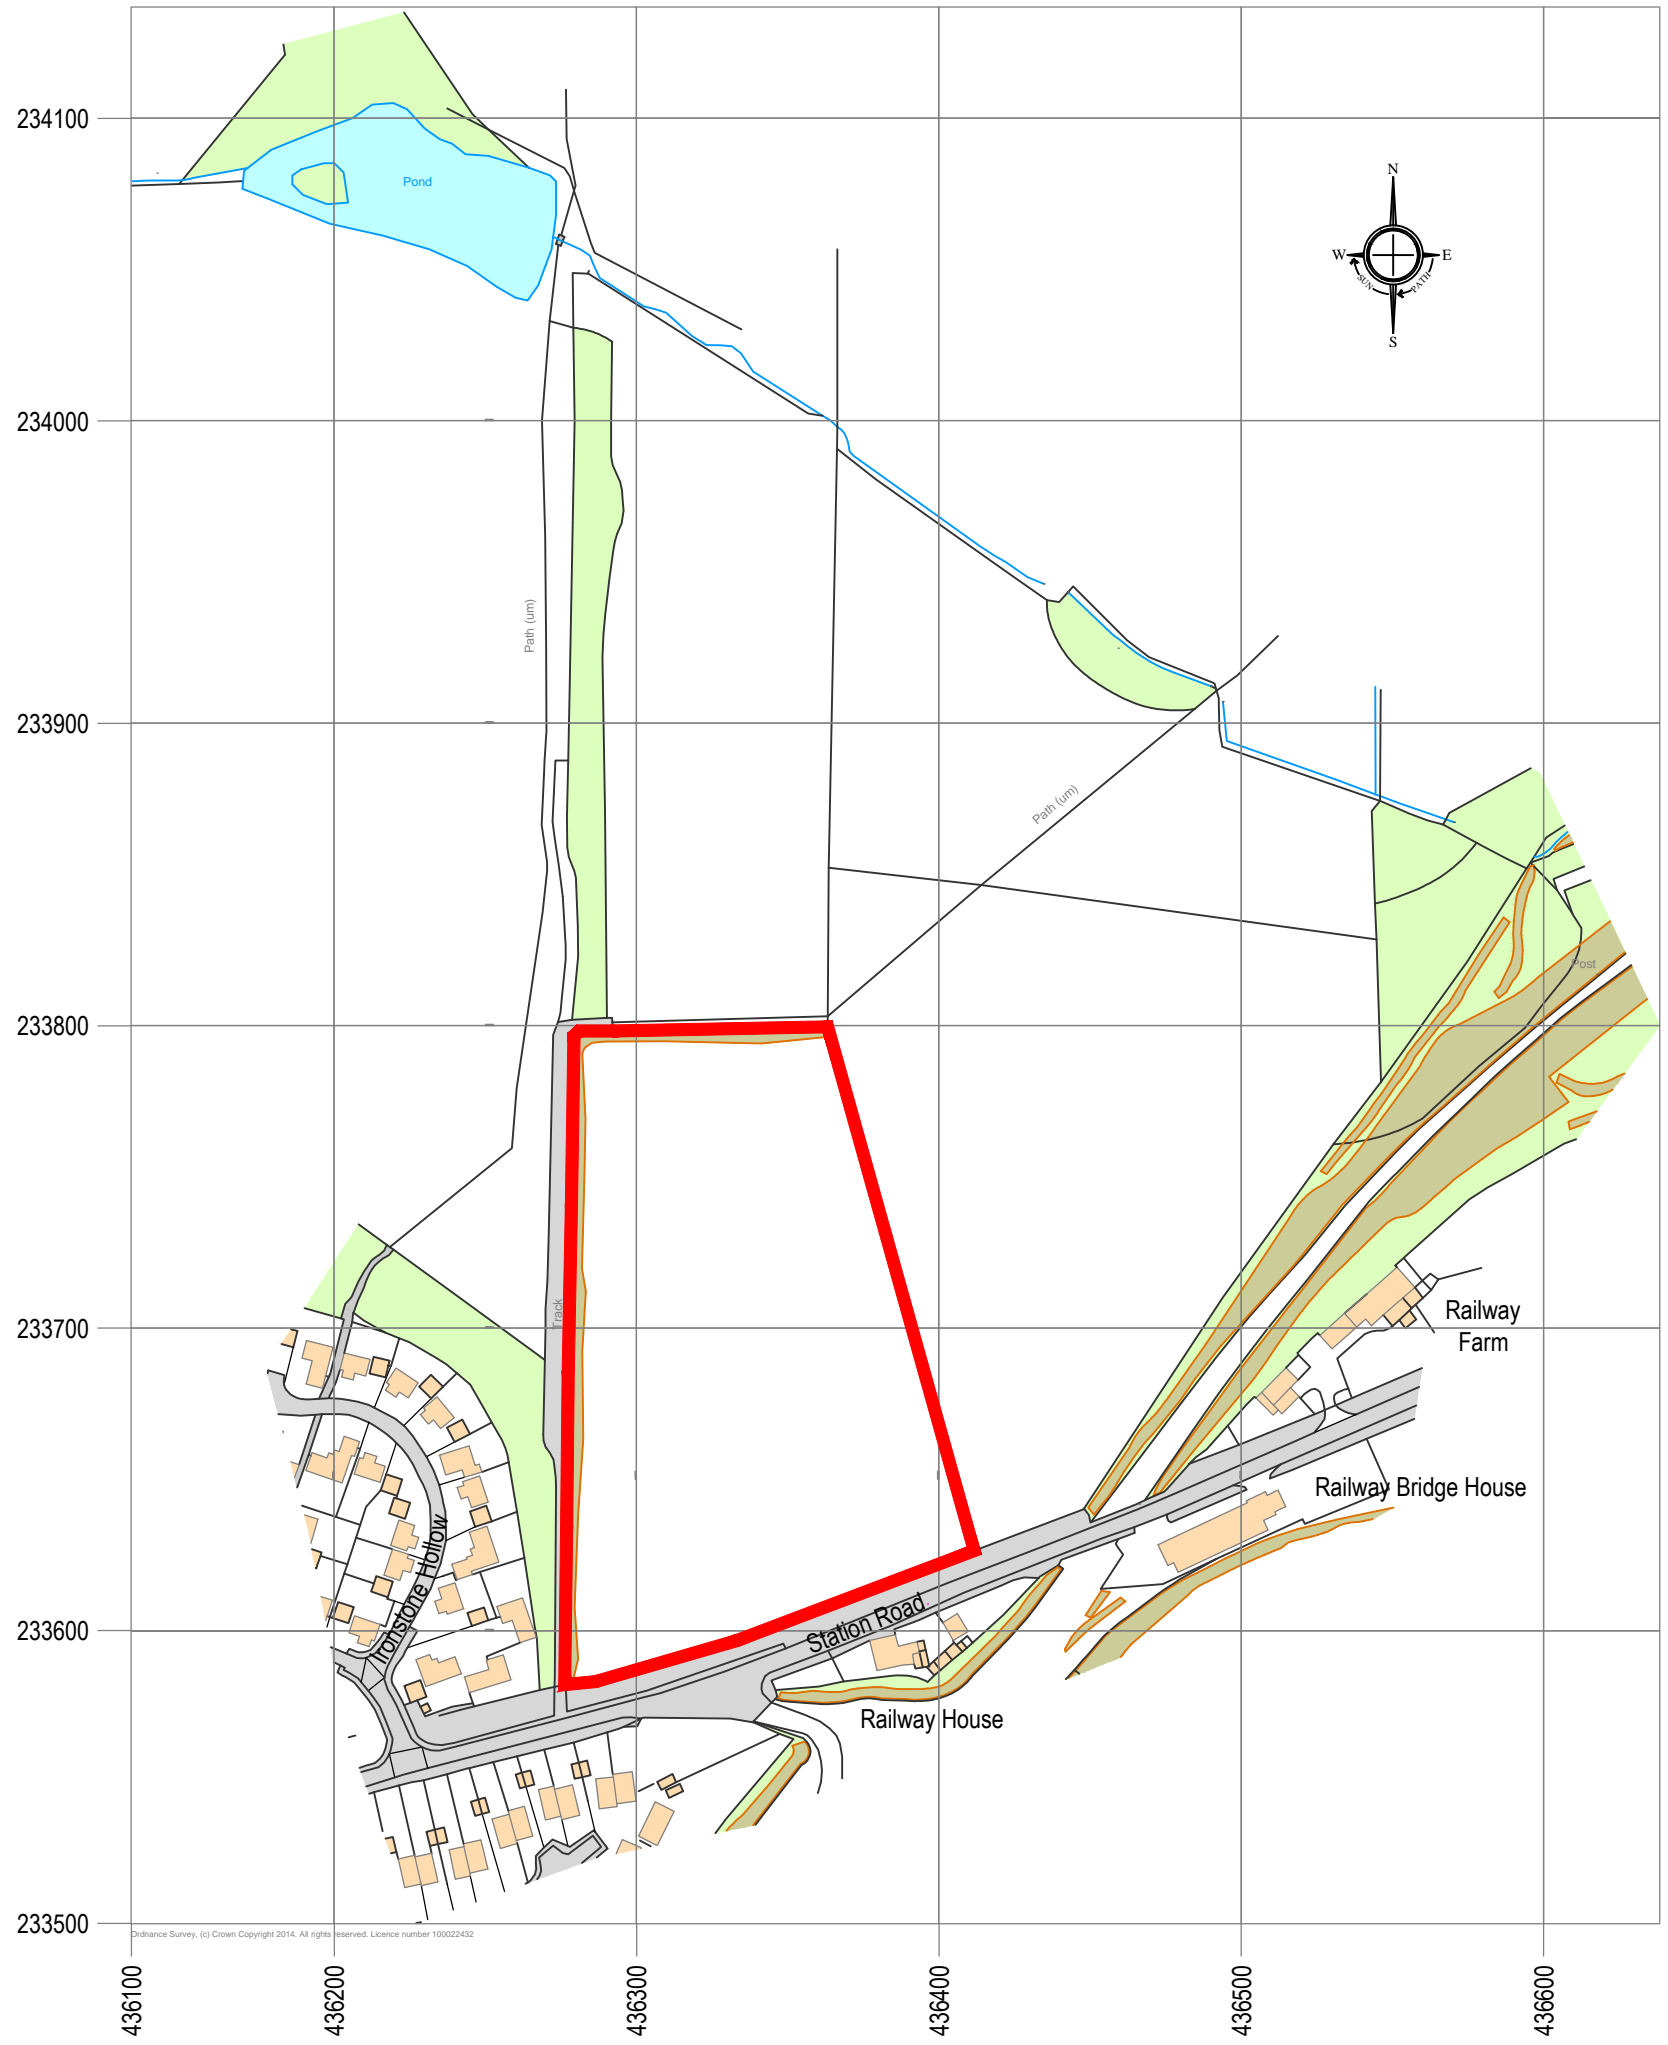 234100
Pond
N
W
E
SUN
PATH
S
234000
Path (um)
233900
Path (um)
Post
233800
Track
233700
Railway
Farm
Railway Bridge House
Ironstone Hollow
233600
Station Road
Railway House
233500
Ordnance Survey, (c) Crown Copyright 2014. All rights reserved. Licence number 100022432
436100
436200
436300
436400
436500
436600